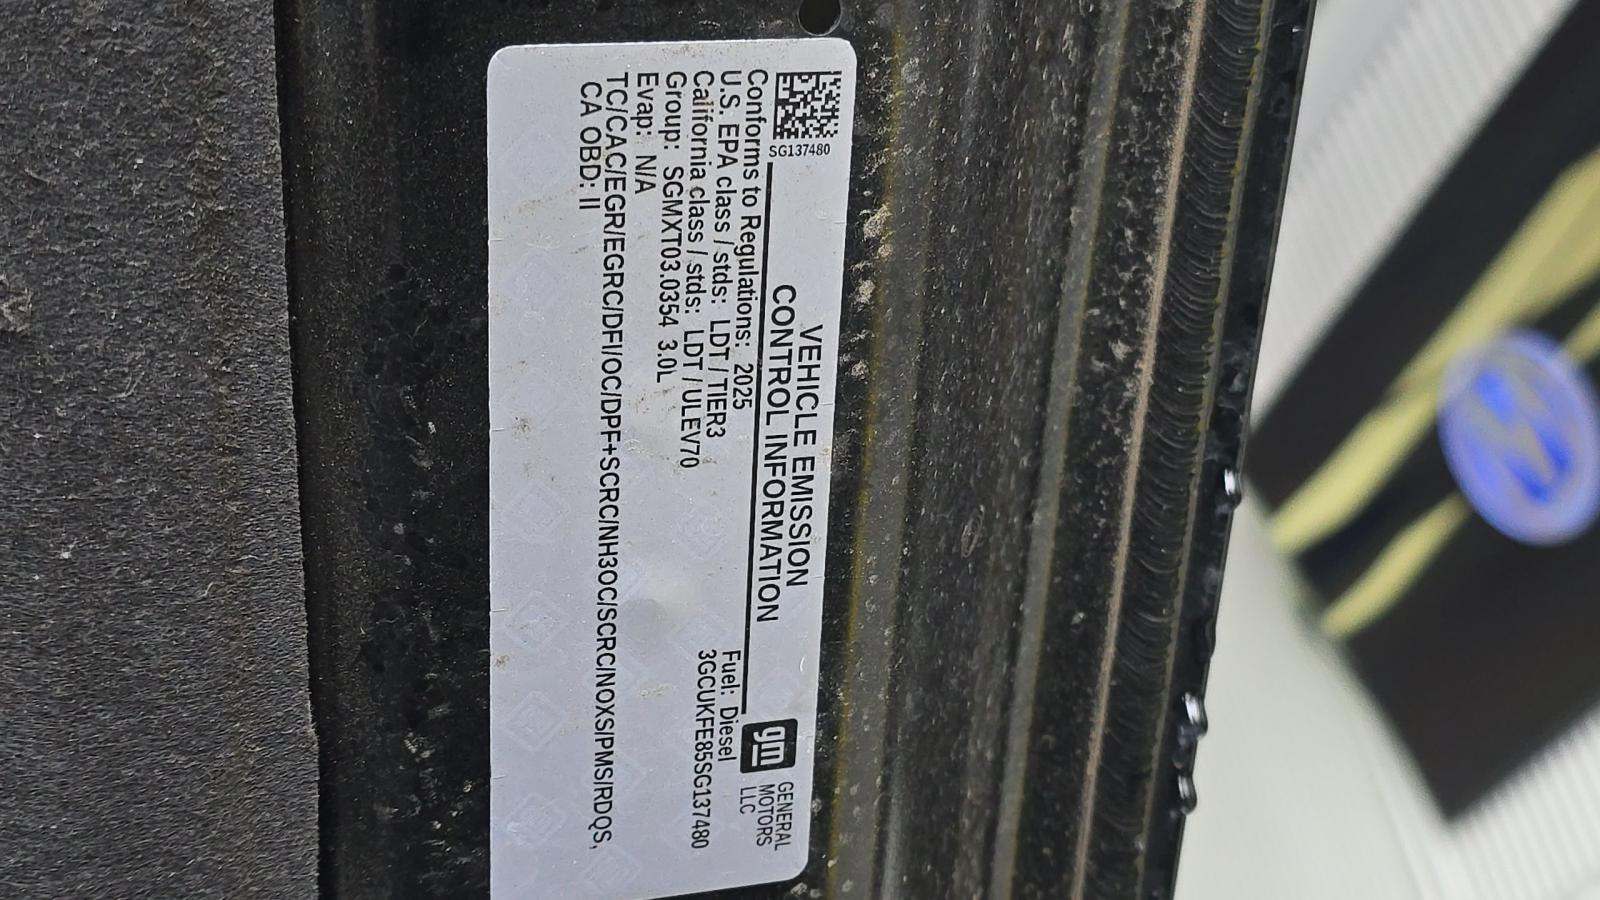 SG137480
VEHICLE EMISSION
CONTROL INFORMATION
gm
GENERAL
MOTORS
LLC
Conforms to Regulations: 2025
Fuel: Diesel
U.S. EPA class / stds: LDT / TIER3
3GCUKFE85SG137480
California class / stds: LDT / ULEV70
Group: SGMXT03.0354 3.0L
Evap: N/A
TC/CAC/EGR/EGRC/DFI/OC/DPF+SCRC/NH3OC/SCRC/NOXS/PMS/RDQS,
CA OBD: II